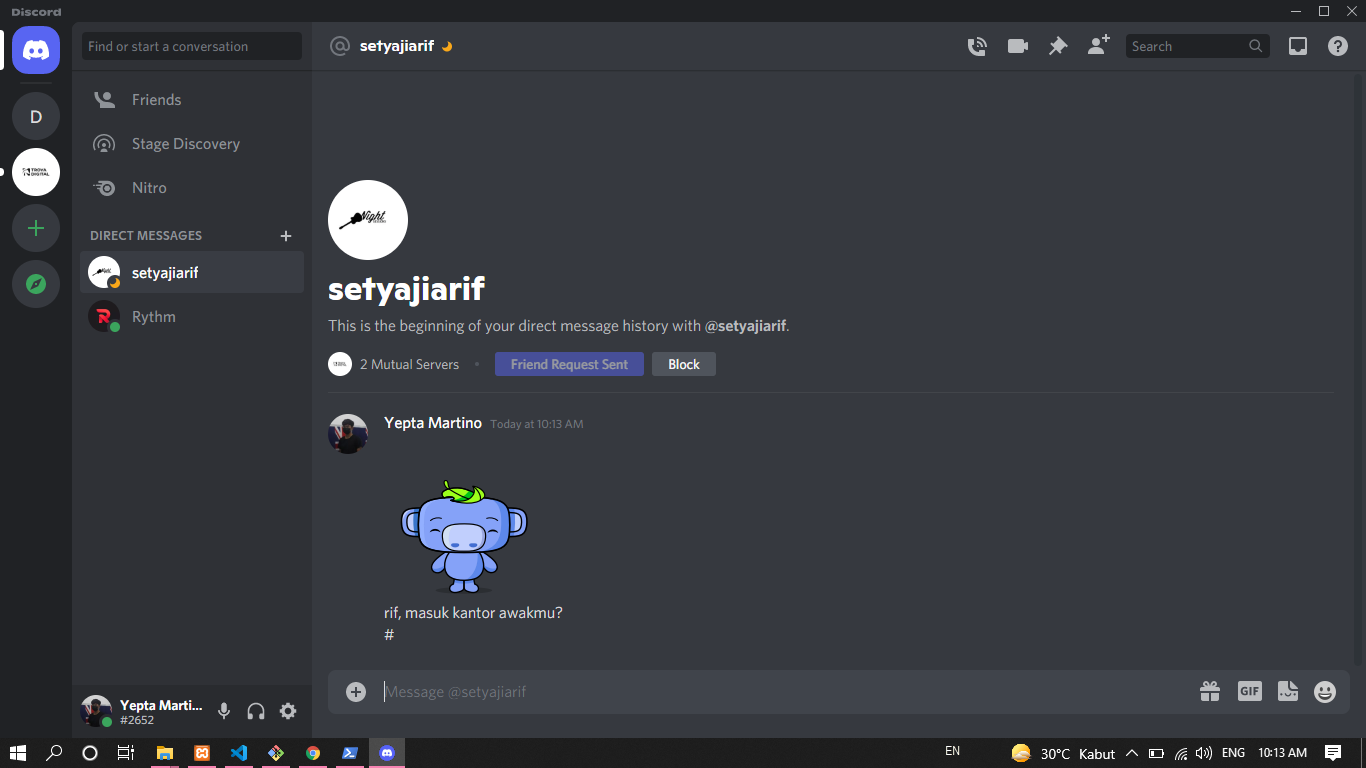 Discord
Find or start a conversation
Friends
Stage Discovery
Nitro
DIRECT MESSAGES
setyajiarif
Rythm
D
TROYA
DIGITAL
Yepta Marti...
#2652
setyajiarif
Search
Night
setyajiarif
This is the beginning of your direct message history with @setyajiarif.
2 Mutual Servers
Friend Request Sent
Block
Yepta Martino Today at 10:13 AM
rif, masuk kantor awakmu?
#
Message @setyajiarif
GIF
EN
30°C Kabut
ENG
10:13 AM